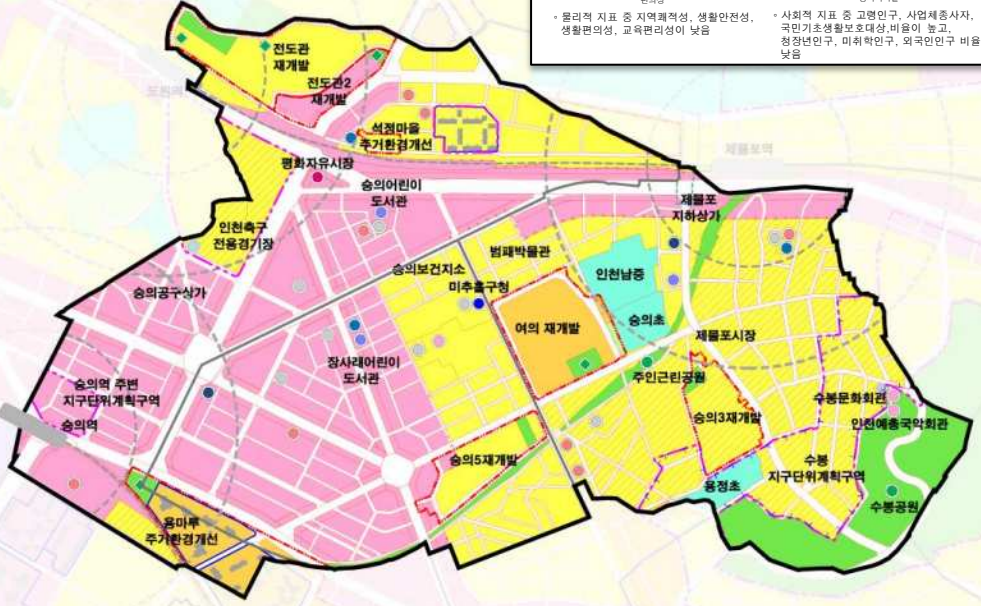 ◦ 물리적 지표 중 지역쾌적성, 생활안전성,
생활편의성, 교육편리성이 낮음
◦ 사회적 지표 중 고령인구, 사업체종사자,
국민기초생활보호대상,비율이 높고,
청장년인구, 미취학인구, 외국인인구 비율
낮음
전도관
재개발
전도관2
재개발
도원역
석정마을
주거환경개선
제물포역
평화자유시장
숭의어린이
도서관
제물포
지하상가
인천축구
전용경기장
범패박물관
숭의보건지소
미추홀구청
인천남중
숭의공구상가
여의 재개발
숭의초
제물포시장
장사래어린이
도서관
주인근린공원
숭의역 주변
지구단위계획구역
숭의역
수봉문화회관
숭의3재개발
인천예총국악회관
숭의5재개발
수봉
지구단위계획구역
용정초
수봉공원
용마루
주거환경개선